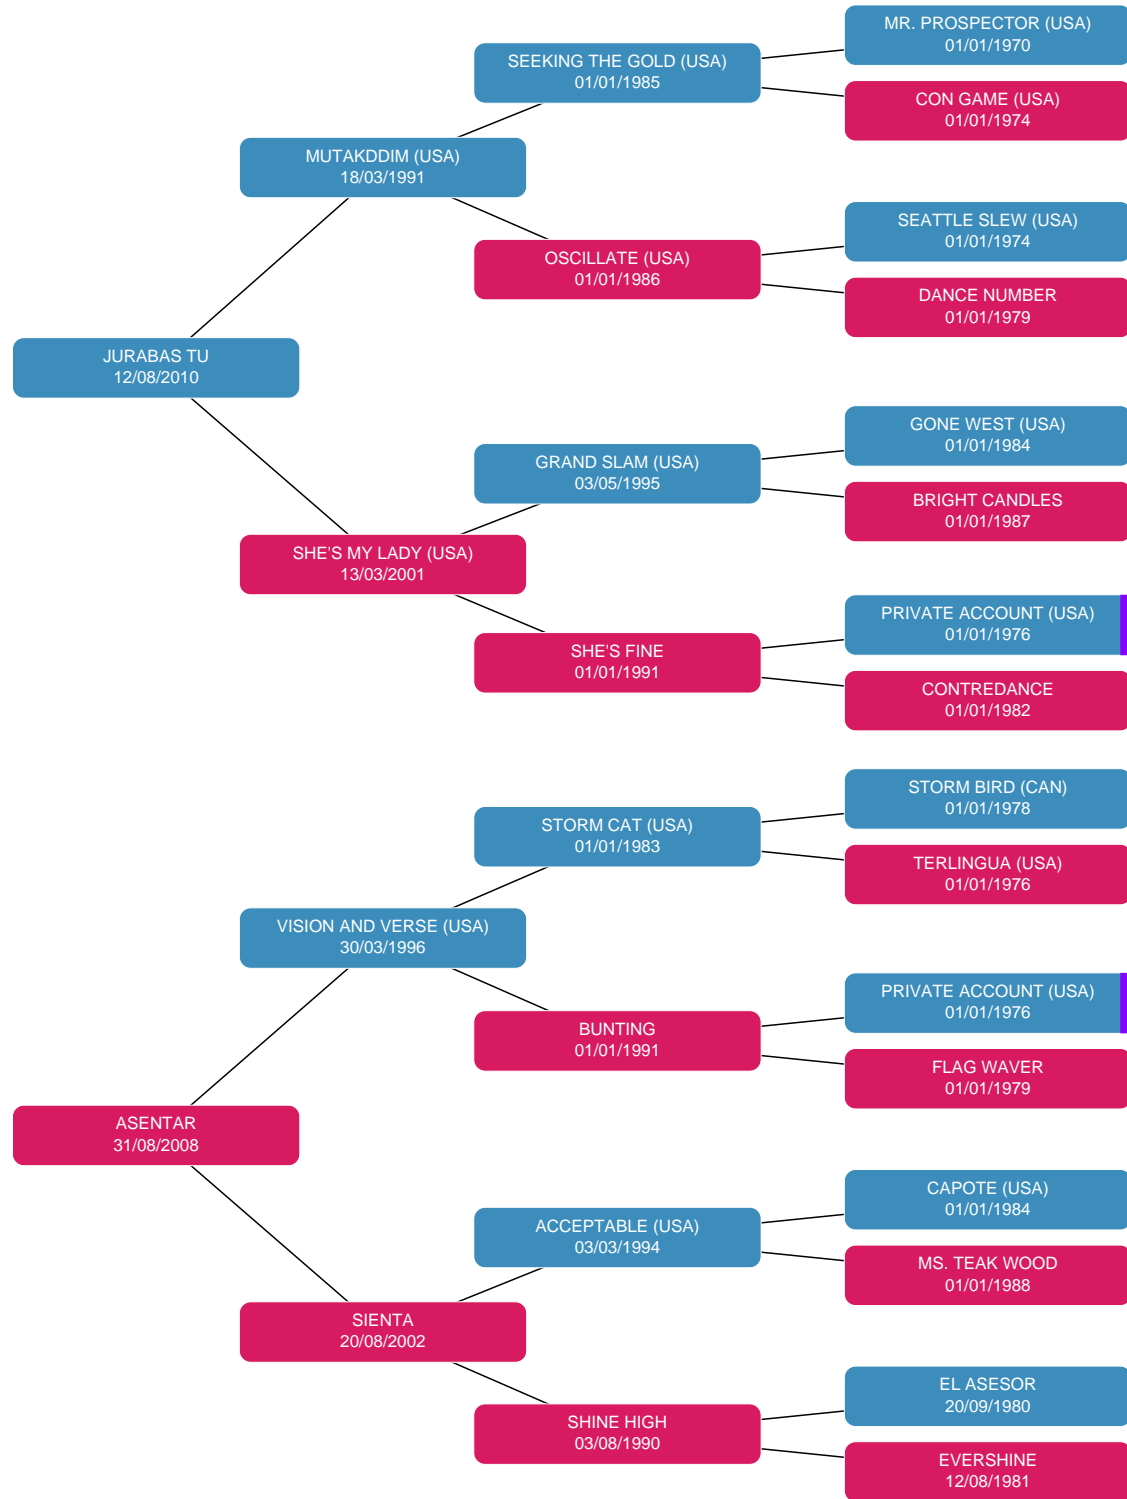 MR. PROSPECTOR (USA)
01/01/1970
SEEKING THE GOLD (USA)
01/01/1985
CON GAME (USA)
01/01/1974
MUTAKDDIM (USA)
18/03/1991
SEATTLE SLEW (USA)
01/01/1974
OSCILLATE (USA)
01/01/1986
DANCE NUMBER
01/01/1979
JURABAS TU
12/08/2010
GONE WEST (USA)
01/01/1984
GRAND SLAM (USA)
03/05/1995
BRIGHT CANDLES
01/01/1987
SHE'S MY LADY (USA)
13/03/2001
PRIVATE ACCOUNT (USA)
01/01/1976
SHE'S FINE
01/01/1991
CONTREDANCE
01/01/1982
STORM BIRD (CAN)
01/01/1978
STORM CAT (USA)
01/01/1983
TERLINGUA (USA)
01/01/1976
VISION AND VERSE (USA)
30/03/1996
PRIVATE ACCOUNT (USA)
01/01/1976
BUNTING
01/01/1991
FLAG WAVER
01/01/1979
ASENTAR
31/08/2008
CAPOTE (USA)
01/01/1984
ACCEPTABLE (USA)
03/03/1994
MS. TEAK WOOD
01/01/1988
SIENTA
20/08/2002
EL ASESOR
20/09/1980
SHINE HIGH
03/08/1990
EVERSHINE
12/08/1981